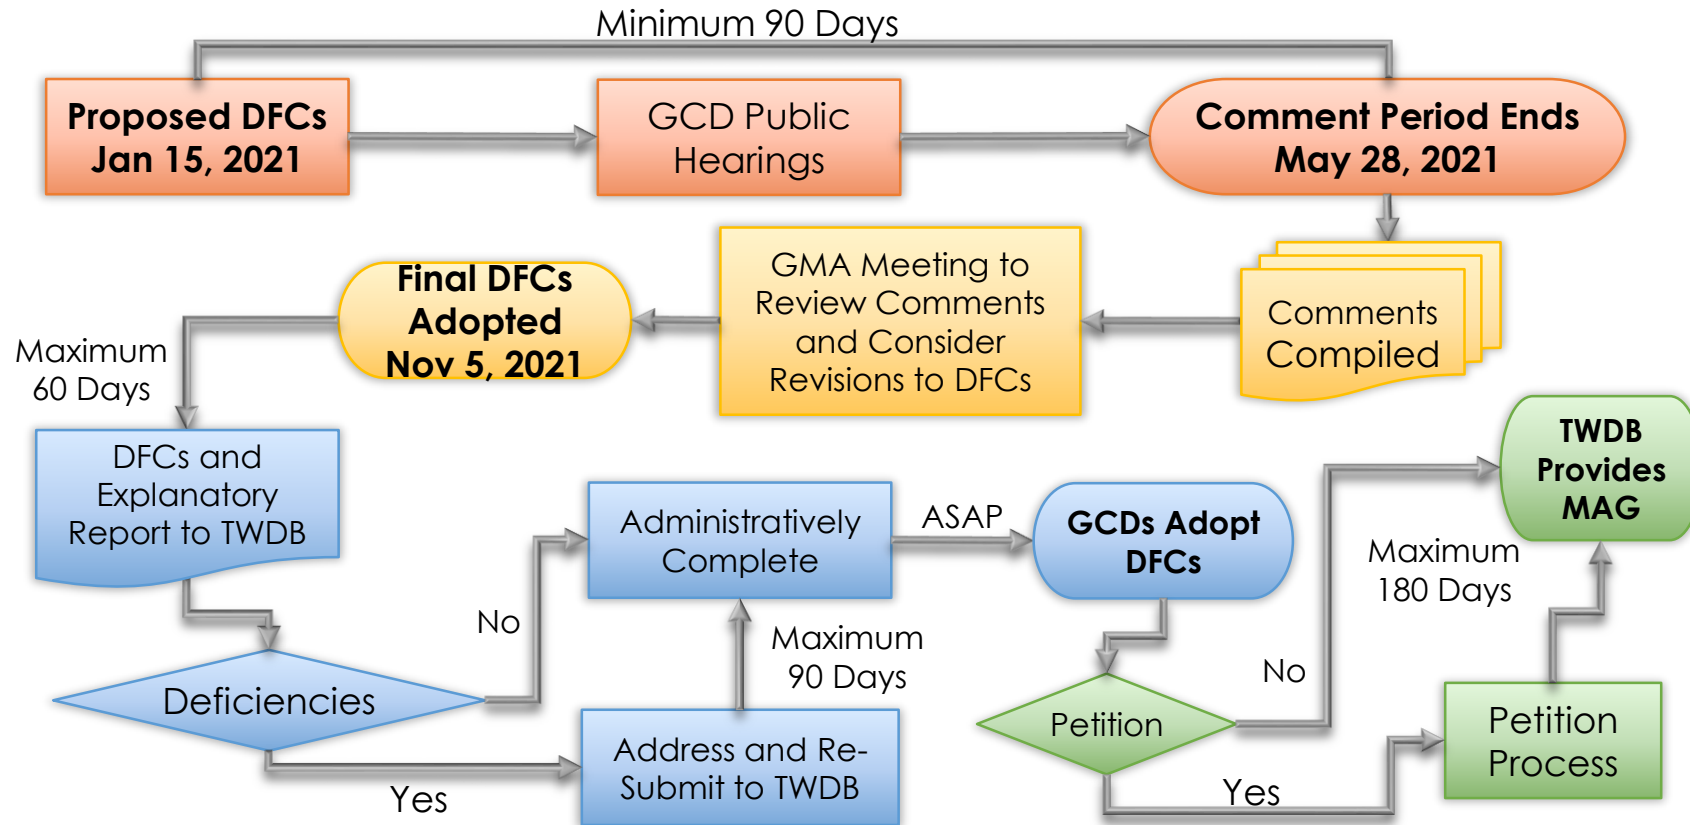 Minimum 90 Days
Proposed DFCs
Jan 15, 2021
GCD Public
Hearings
Comment Period Ends
May 28, 2021
Final DFCs
Adopted
Nov 5, 2021
GMA Meeting to
Review Comments
and Consider
Revisions to DFCs
Comments
Compiled
Maximum
60 Days
DFCs and
Explanatory
Report to TWDB
Administratively
Complete
ASAP
GCDs Adopt
DFCs
TWDB
Provides
MAG
Maximum
180 Days
No
Maximum
90 Days
No
Deficiencies
Yes
Address and Re-
Submit to TWDB
Petition
Yes
Petition
Process